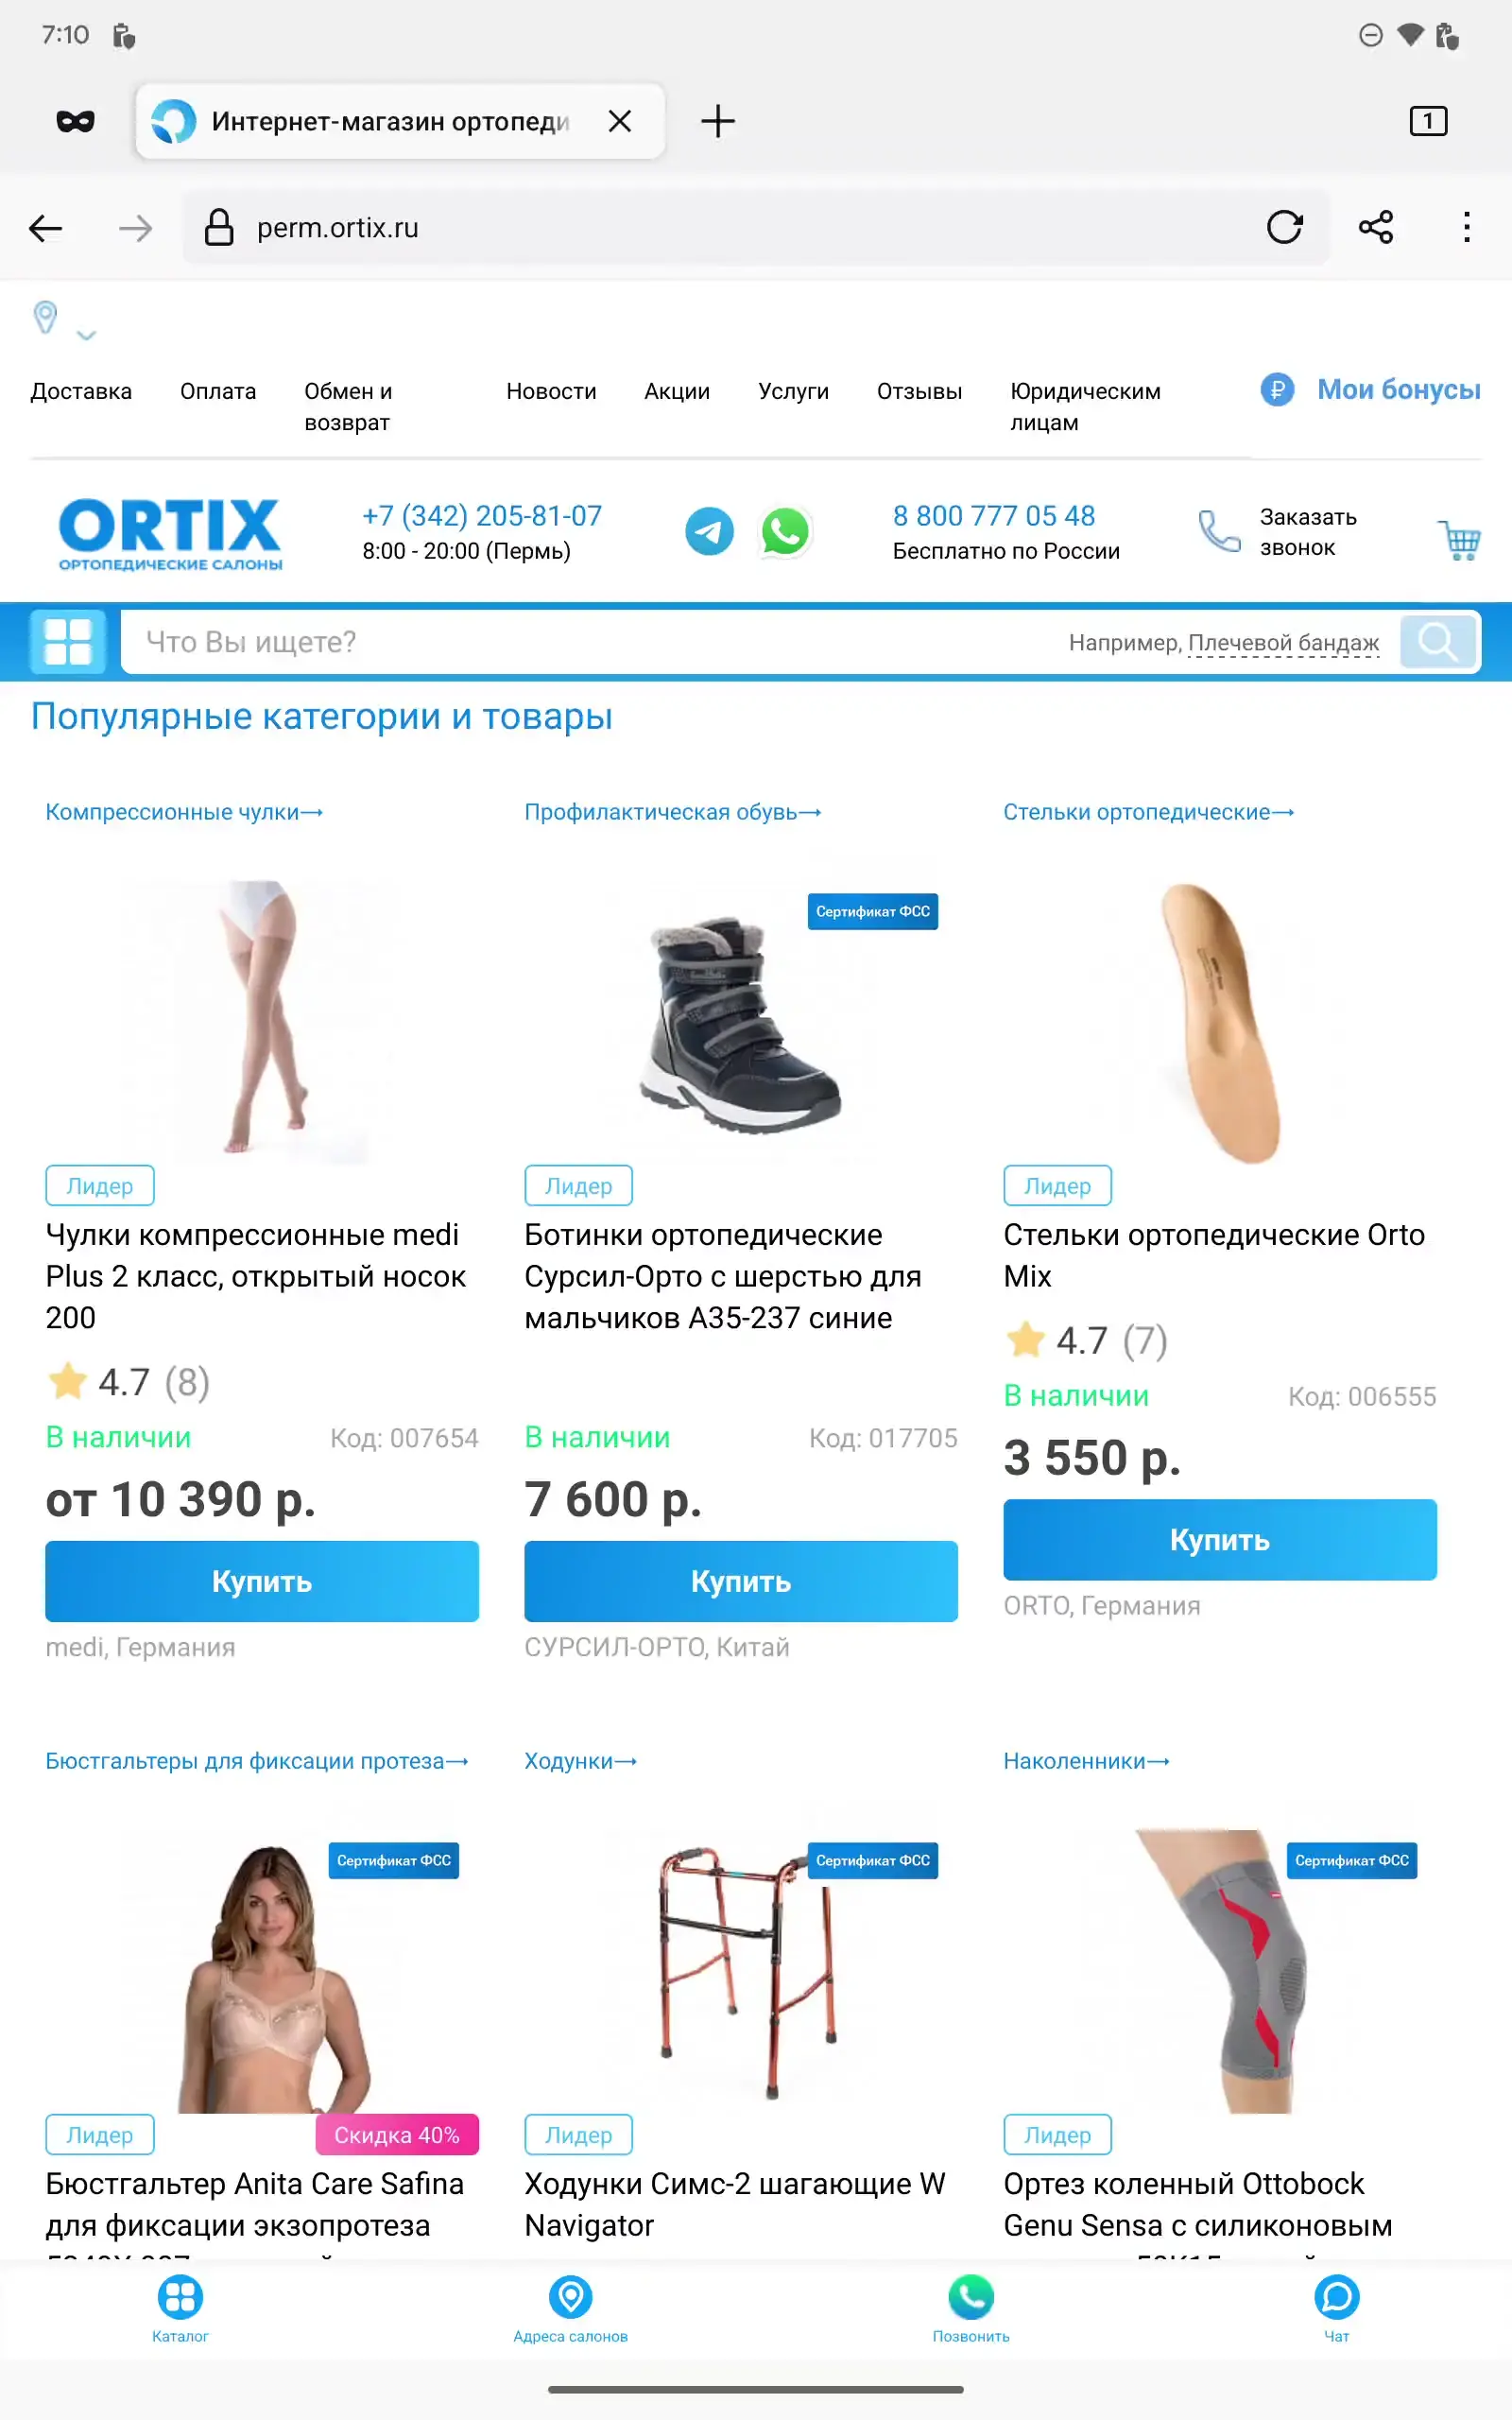 7:10
Интернет-магазин ортопеди
1
perm.ortix.ru
Доставка
Оплата
Обмен и
возврат
Новости
Акции
Услуги
Отзывы
Юридическим
лицам
₽ Мои бонусы
ORTIX
ОРТОПЕДИЧЕСКИЕ САЛОНЫ
+7 (342) 205-81-07
8:00 - 20:00 (Пермь)
8 800 777 05 48
Бесплатно по России
Заказать
звонок
Что Вы ищете?
Например, Плечевой бандаж
Популярные категории и товары
Компрессионные чулки→
Профилактическая обувь→
Стельки ортопедические→
Сертификат ФСС
Лидер
Чулки компрессионные medi
Plus 2 класс, открытый носок
200
4.7 (8)
В наличии
Код: 007654
от 10 390 р.
Купить
medi, Германия
Лидер
Ботинки ортопедические
Сурсил-Орто с шерстью для
мальчиков А35-237 синие
В наличии
Код: 017705
7 600 р.
Купить
СУРСИЛ-ОРТО, Китай
Лидер
Стельки ортопедические Orto
Mix
4.7 (7)
В наличии
Код: 006555
3 550 р.
Купить
ORTO, Германия
Бюстгальтеры для фиксации протеза→
Ходунки→
Наколенники→
Сертификат ФСС
Сертификат ФСС
Сертификат ФСС
Лидер
Скидка 40%
Бюстгальтер Anita Care Safina
для фиксации экзопротеза
Лидер
Ходунки Симс-2 шагающие W
Navigator
Лидер
Ортез коленный Ottobock
Genu Sensa с силиконовым
Каталог
Адреса салонов
Позвонить
Чат